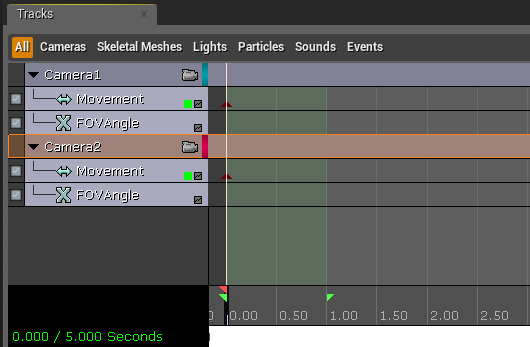 Tracks
All Cameras Skeletal Meshes Lights Particles Sounds Events
Camera1
Movement
FOVAngle
Camera2
Movement
FOVAngle
0 0.00 0.50 1.00 1.50 2.00 2.50
0.000 / 5.000 Seconds